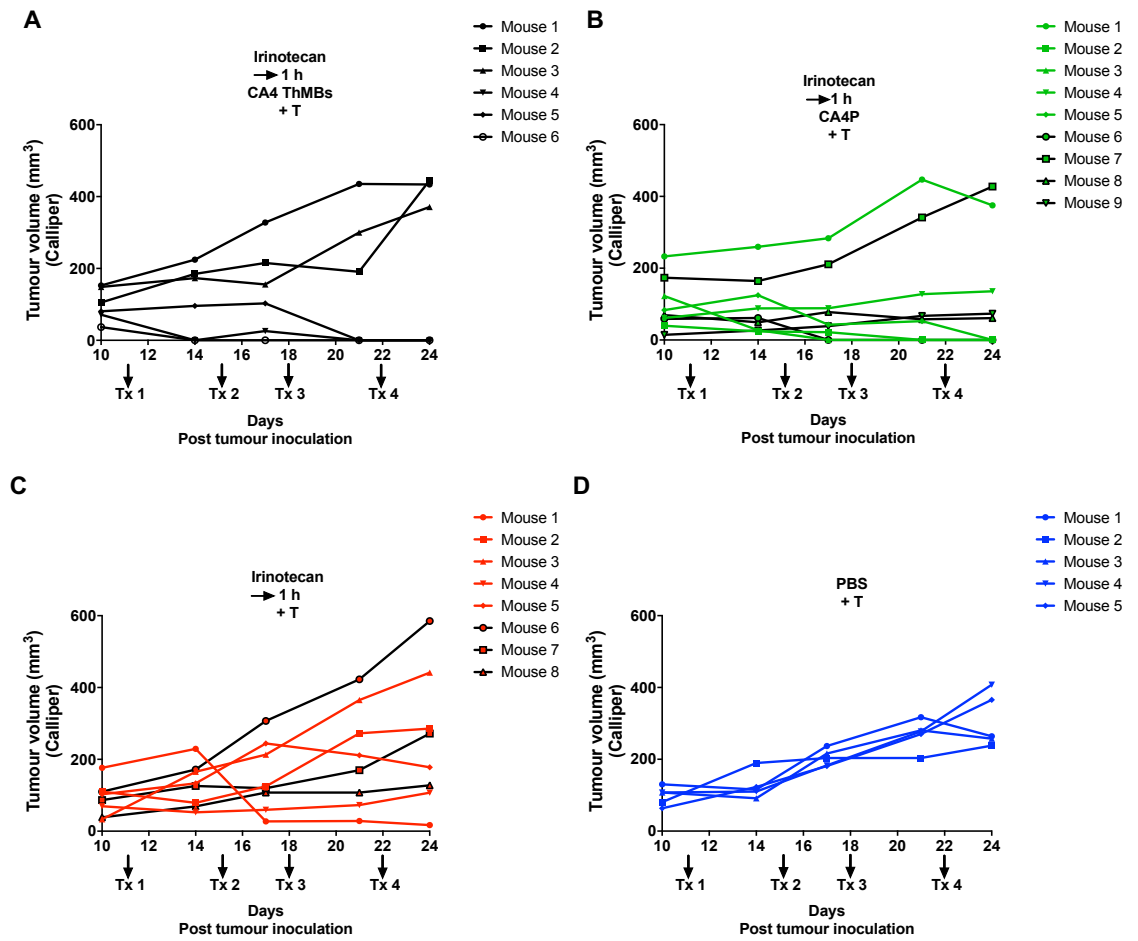 A
Irinotecan
1 h
CA4 ThMBs
+ T
Mouse 1
Mouse 2
Mouse 3
Mouse 4
Mouse 5
Mouse 6
Tumour volume (mm³)
(Calliper)
600
400
200
0
10 12 14 16 18 20 22 24
Tx 1 Tx 2 Tx 3 Tx 4
Days
Post tumour inoculation
B
Irinotecan
1 h
CA4P
+ T
Mouse 1
Mouse 2
Mouse 3
Mouse 4
Mouse 5
Mouse 6
Mouse 7
Mouse 8
Mouse 9
Tumour volume (mm³)
(Calliper)
600
400
200
0
10 12 14 16 18 20 22 24
Tx 1 Tx 2 Tx 3 Tx 4
Days
Post tumour inoculation
C
Irinotecan
1 h
+ T
Mouse 1
Mouse 2
Mouse 3
Mouse 4
Mouse 5
Mouse 6
Mouse 7
Mouse 8
Tumour volume (mm³)
(Calliper)
600
400
200
0
10 12 14 16 18 20 22 24
Tx 1 Tx 2 Tx 3 Tx 4
Days
Post tumour inoculation
D
PBS
+ T
Mouse 1
Mouse 2
Mouse 3
Mouse 4
Mouse 5
Tumour volume (mm³)
(Calliper)
600
400
200
0
10 12 14 16 18 20 22 24
Tx 1 Tx 2 Tx 3 Tx 4
Days
Post tumour inoculation